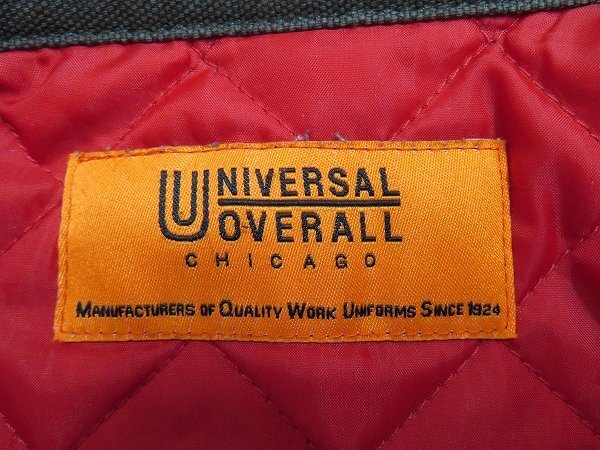 UNIVERSAL
OVERALL
CHICAGO
MANUFACTURERS OF QUALITY WORK UNIFORMS SINCE 1924